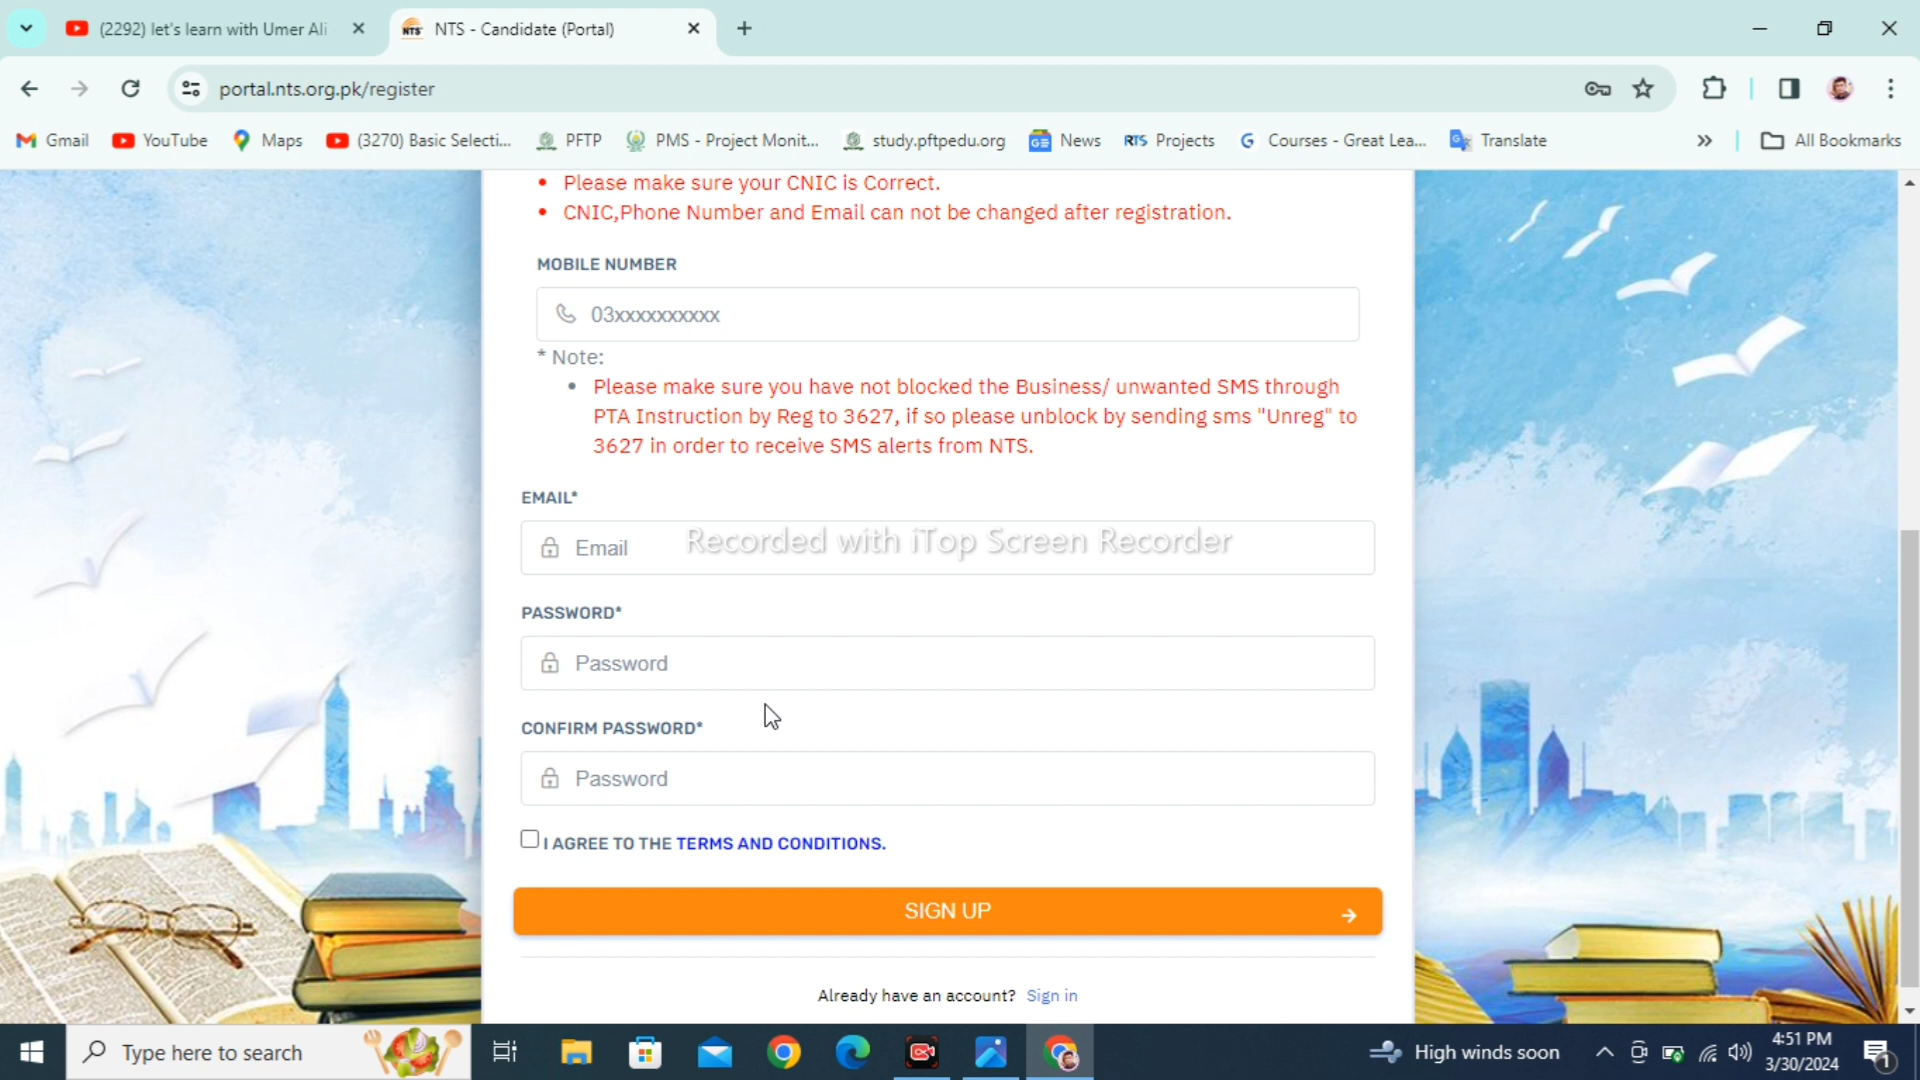 (2292) let's learn with Umer Ali
NTS - Candidate (Portal)
portal.nts.org.pk/register
Gmail
YouTube
Maps
(3270) Basic Selecti...
PFTP
PMS - Project Monit...
study.pftpedu.org
News
RTS Projects
Courses - Great Lea...
Translate
All Bookmarks
Please make sure your CNIC is Correct.
CNIC,Phone Number and Email can not be changed after registration.
MOBILE NUMBER
03xxxxxxxxxx
* Note:
Please make sure you have not blocked the Business/ unwanted SMS through
PTA Instruction by Reg to 3627, if so please unblock by sending sms "Unreg" to
3627 in order to receive SMS alerts from NTS.
EMAIL*
Email
Recorded with iTop Screen Recorder
PASSWORD*
Password
CONFIRM PASSWORD*
Password
I AGREE TO THE TERMS AND CONDITIONS.
SIGN UP
Already have an account? Sign in
Type here to search
High winds soon
4:51 PM
3/30/2024
1